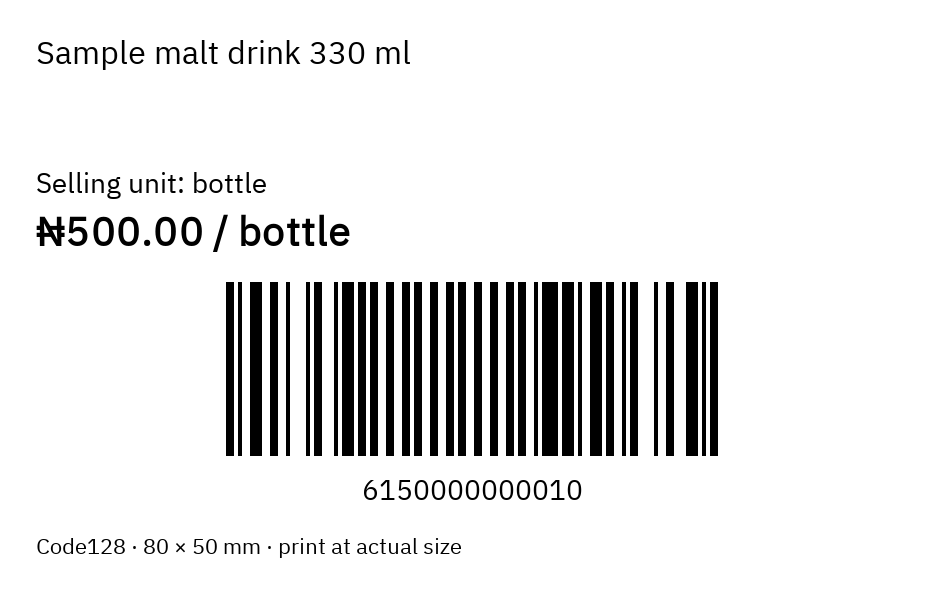 Sample malt drink 330 ml
Selling unit: bottle
₦500.00 / bottle
6150000000010
Code128 · 80 × 50 mm · print at actual size